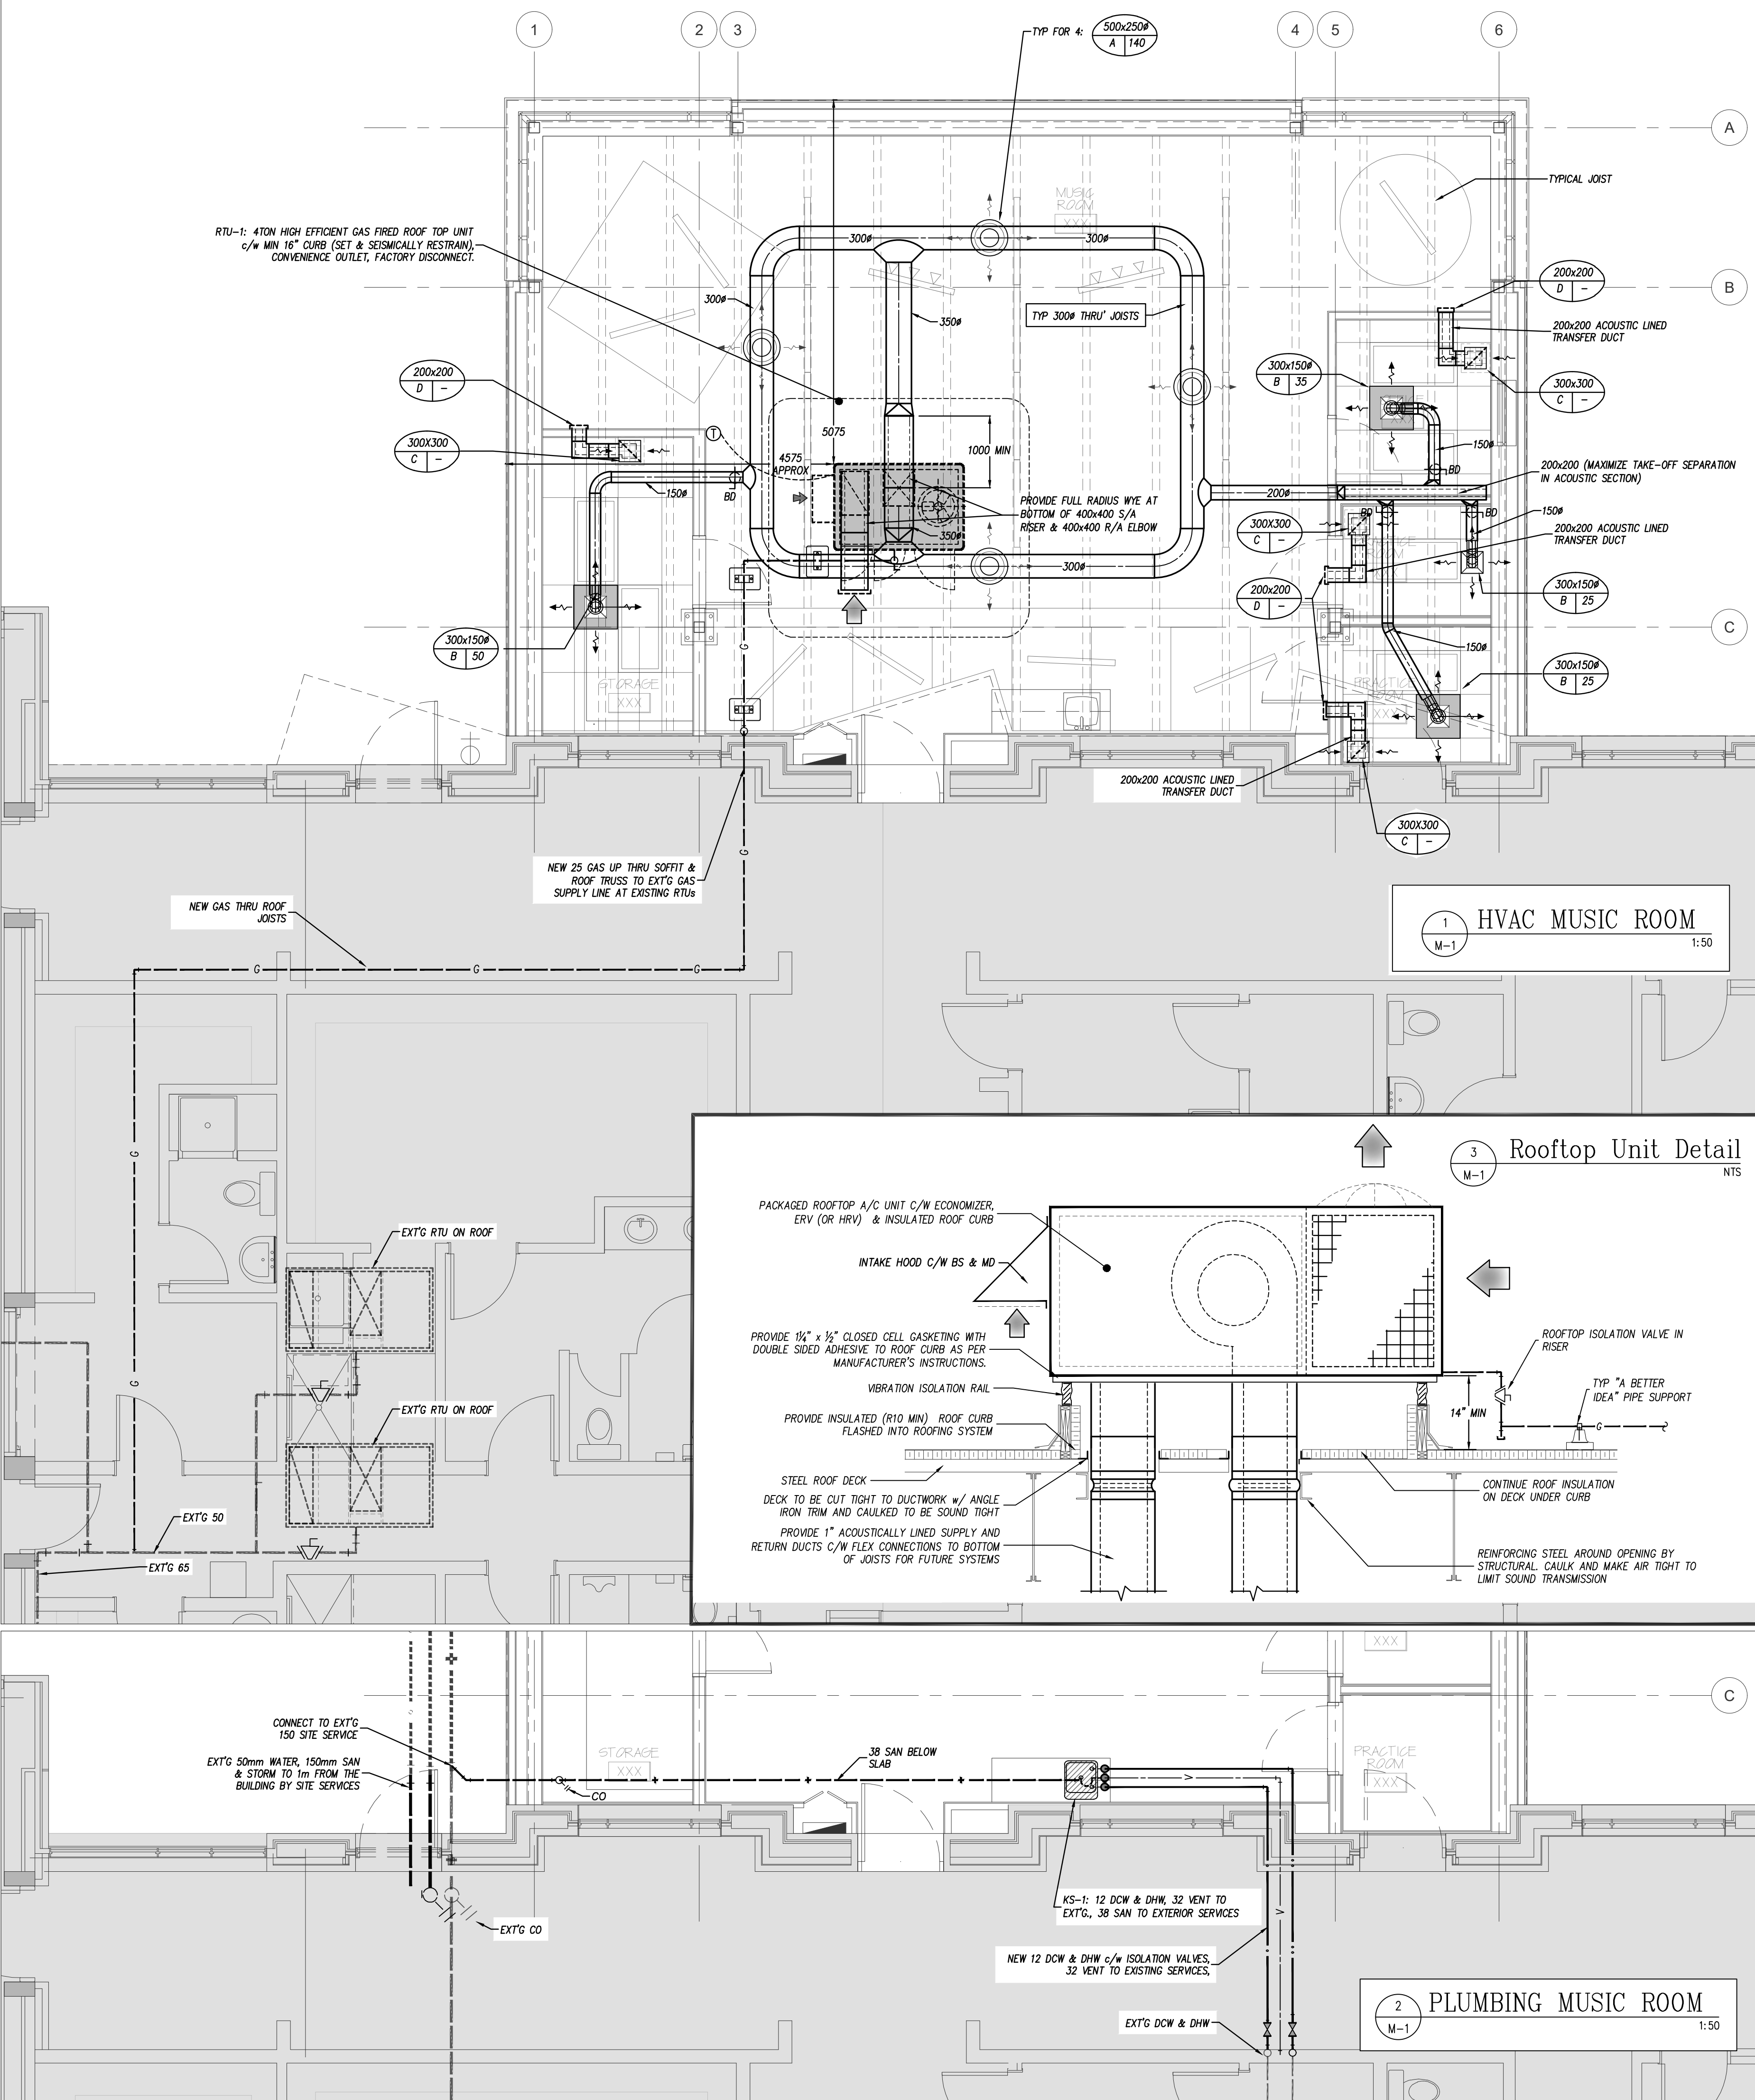 1
2
3
4
5
6
TYP FOR 4:
500x250ø
A 140
A
MUSIC
ROOM
XXX
TYPICAL JOIST
RTU-1: 4TON HIGH EFFICIENT GAS FIRED ROOF TOP UNIT
c/w MIN 16" CURB (SET & SEISMICALLY RESTRAIN),
CONVENIENCE OUTLET, FACTORY DISCONNECT.
300ø
300ø
B
200x200
D -
300ø
350ø
TYP 300ø THRU' JOISTS
200x200 ACOUSTIC LINED
TRANSFER DUCT
200x200
D -
300x150ø
B 35
300x300
C -
5075
T
300X300
C -
4575
APPROX
1000 MIN
150ø
BD
200x200 (MAXIMIZE TAKE-OFF SEPARATION
IN ACOUSTIC SECTION)
150ø
BD
200ø
PROVIDE FULL RADIUS WYE AT
BOTTOM OF 400x400 S/A
RISER & 400x400 R/A ELBOW
BD
BD
150ø
300X300
C -
200x200 ACOUSTIC LINED
TRANSFER DUCT
350ø
300ø
200x200
D -
300x150ø
B 25
C
300x150ø
B 50
G
150ø
300x150ø
B 25
STORAGE
XXX
PRACTICE
ROOM
XXX
200x200 ACOUSTIC LINED
TRANSFER DUCT
300X300
C -
G
NEW 25 GAS UP THRU SOFFIT &
ROOF TRUSS TO EXT'G GAS
SUPPLY LINE AT EXISTING RTUs
NEW GAS THRU ROOF
JOISTS
1
M-1
HVAC MUSIC ROOM
1:50
G
G
G
G
G
3
M-1
Rooftop Unit Detail
NTS
PACKAGED ROOFTOP A/C UNIT C/W ECONOMIZER,
ERV (OR HRV) & INSULATED ROOF CURB
INTAKE HOOD C/W BS & MD
EXT'G RTU ON ROOF
PROVIDE 1¼" x ½" CLOSED CELL GASKETING WITH
DOUBLE SIDED ADHESIVE TO ROOF CURB AS PER
MANUFACTURER'S INSTRUCTIONS.
ROOFTOP ISOLATION VALVE IN
RISER
VIBRATION ISOLATION RAIL
TYP "A BETTER
IDEA" PIPE SUPPORT
14" MIN
G
EXT'G RTU ON ROOF
PROVIDE INSULATED (R10 MIN) ROOF CURB
FLASHED INTO ROOFING SYSTEM
STEEL ROOF DECK
CONTINUE ROOF INSULATION
ON DECK UNDER CURB
DECK TO BE CUT TIGHT TO DUCTWORK w/ ANGLE
IRON TRIM AND CAULKED TO BE SOUND TIGHT
EXT'G 50
PROVIDE 1" ACOUSTICALLY LINED SUPPLY AND
RETURN DUCTS C/W FLEX CONNECTIONS TO BOTTOM
OF JOISTS FOR FUTURE SYSTEMS
REINFORCING STEEL AROUND OPENING BY
STRUCTURAL. CAULK AND MAKE AIR TIGHT TO
LIMIT SOUND TRANSMISSION
EXT'G 65
XXX
C
CONNECT TO EXT'G
150 SITE SERVICE
EXT'G 50mm WATER, 150mm SAN
& STORM TO 1m FROM THE
BUILDING BY SITE SERVICES
STORAGE
XXX
38 SAN BELOW
SLAB
CO
V
PRACTICE
ROOM
XXX
KS-1: 12 DCW & DHW, 32 VENT TO
EXT'G., 38 SAN TO EXTERIOR SERVICES
V
EXT'G CO
NEW 12 DCW & DHW c/w ISOLATION VALVES,
32 VENT TO EXISTING SERVICES,
EXT'G DCW & DHW
2
M-1
PLUMBING MUSIC ROOM
1:50